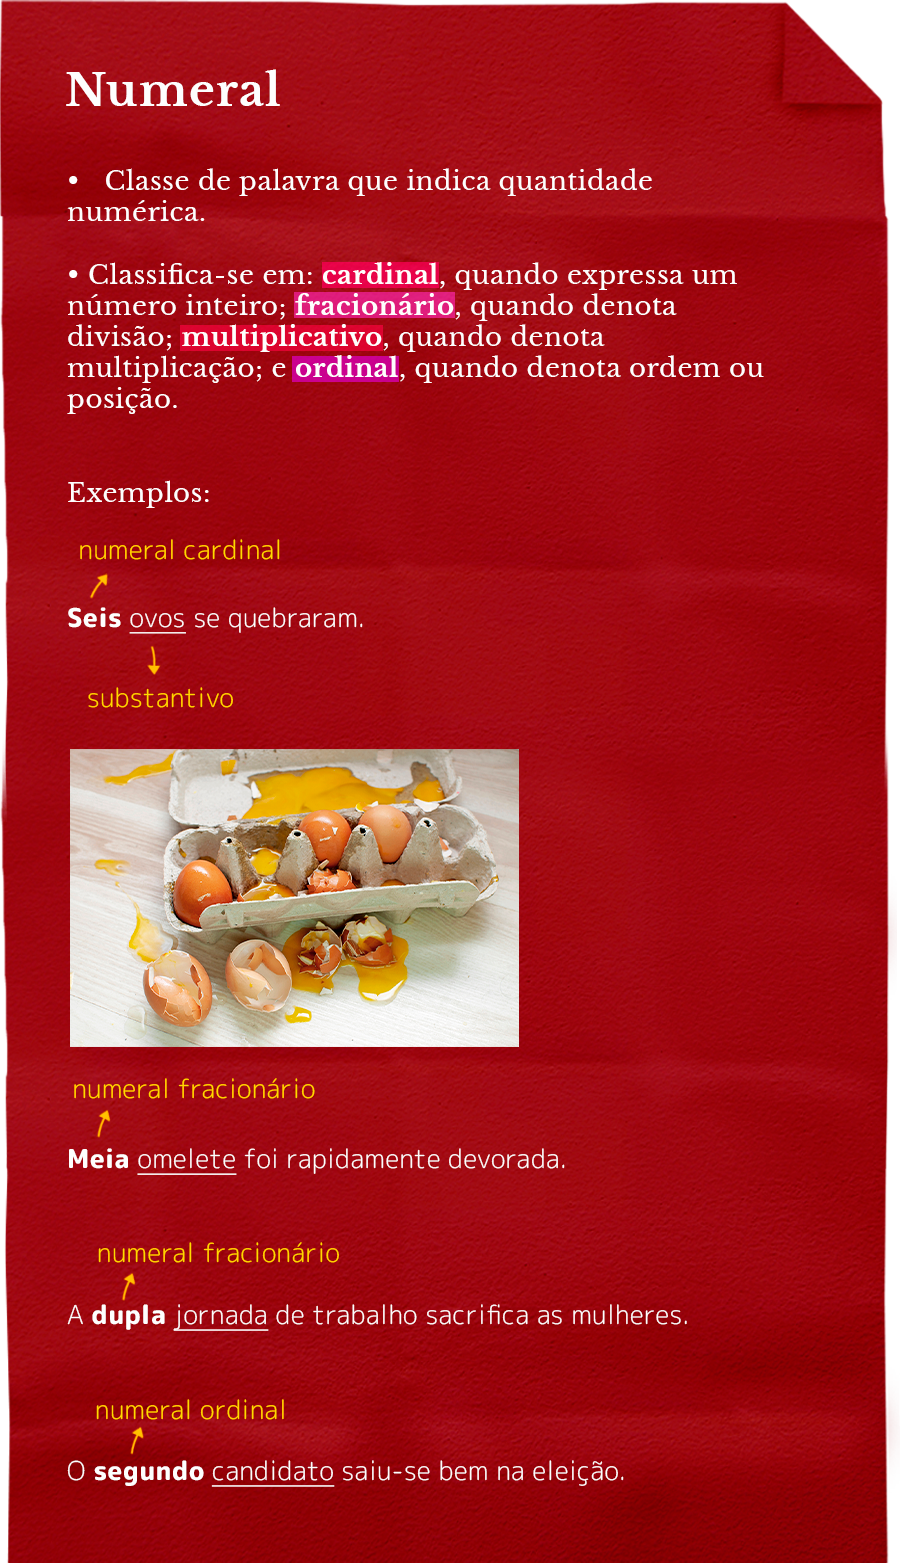 Numeral
• Classe de palavra que indica quantidade
numérica.
• Classifica-se em: cardinal, quando expressa um
número inteiro; fracionário, quando denota
divisão; multiplicativo, quando denota
multiplicação; e ordinal, quando denota ordem ou
posição.
Exemplos:
numeral cardinal
Seis ovos se quebraram.
substantivo
numeral fracionário
Meia omelete foi rapidamente devorada.
numeral fracionário
A dupla jornada de trabalho sacrifica as mulheres.
numeral ordinal
O segundo candidato saiu-se bem na eleição.